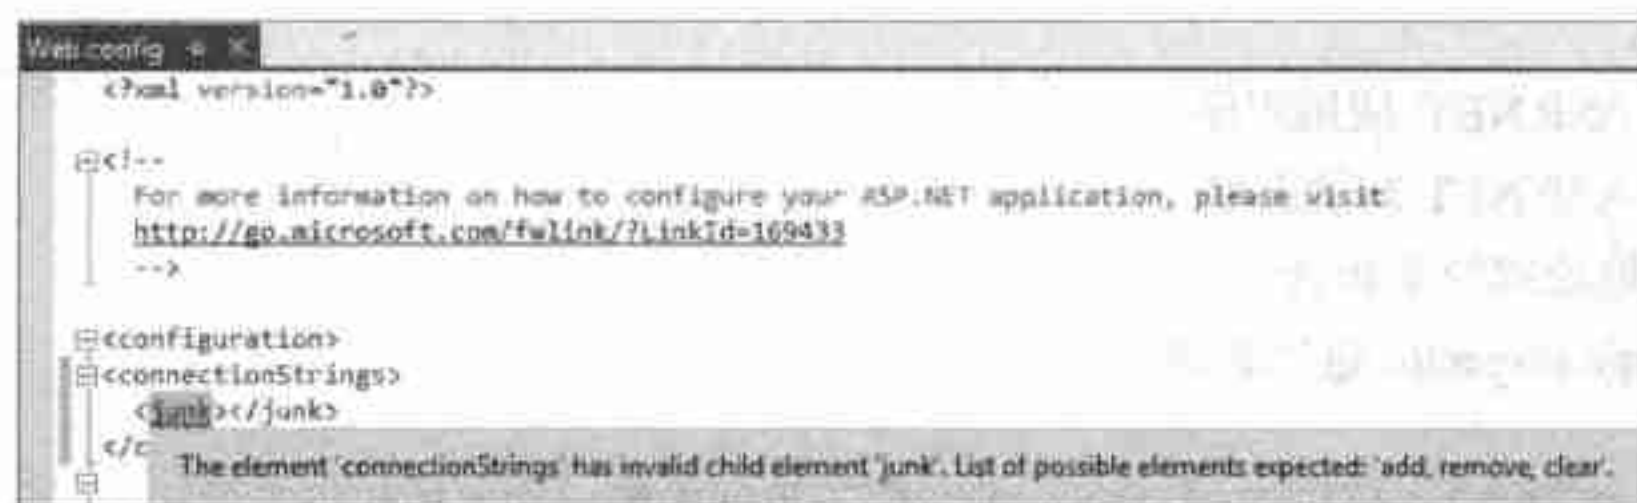 Web.config
<?xml version="1.0"?>
<!--
For more information on how to configure your ASP.NET application, please visit
http://go.microsoft.com/fwlink/?LinkId=169433
-->
<configuration>
<connectionStrings>
<junk></junk>
</c
The element 'connectionStrings' has invalid child element 'junk'. List of possible elements expected: 'add, remove, clear'.